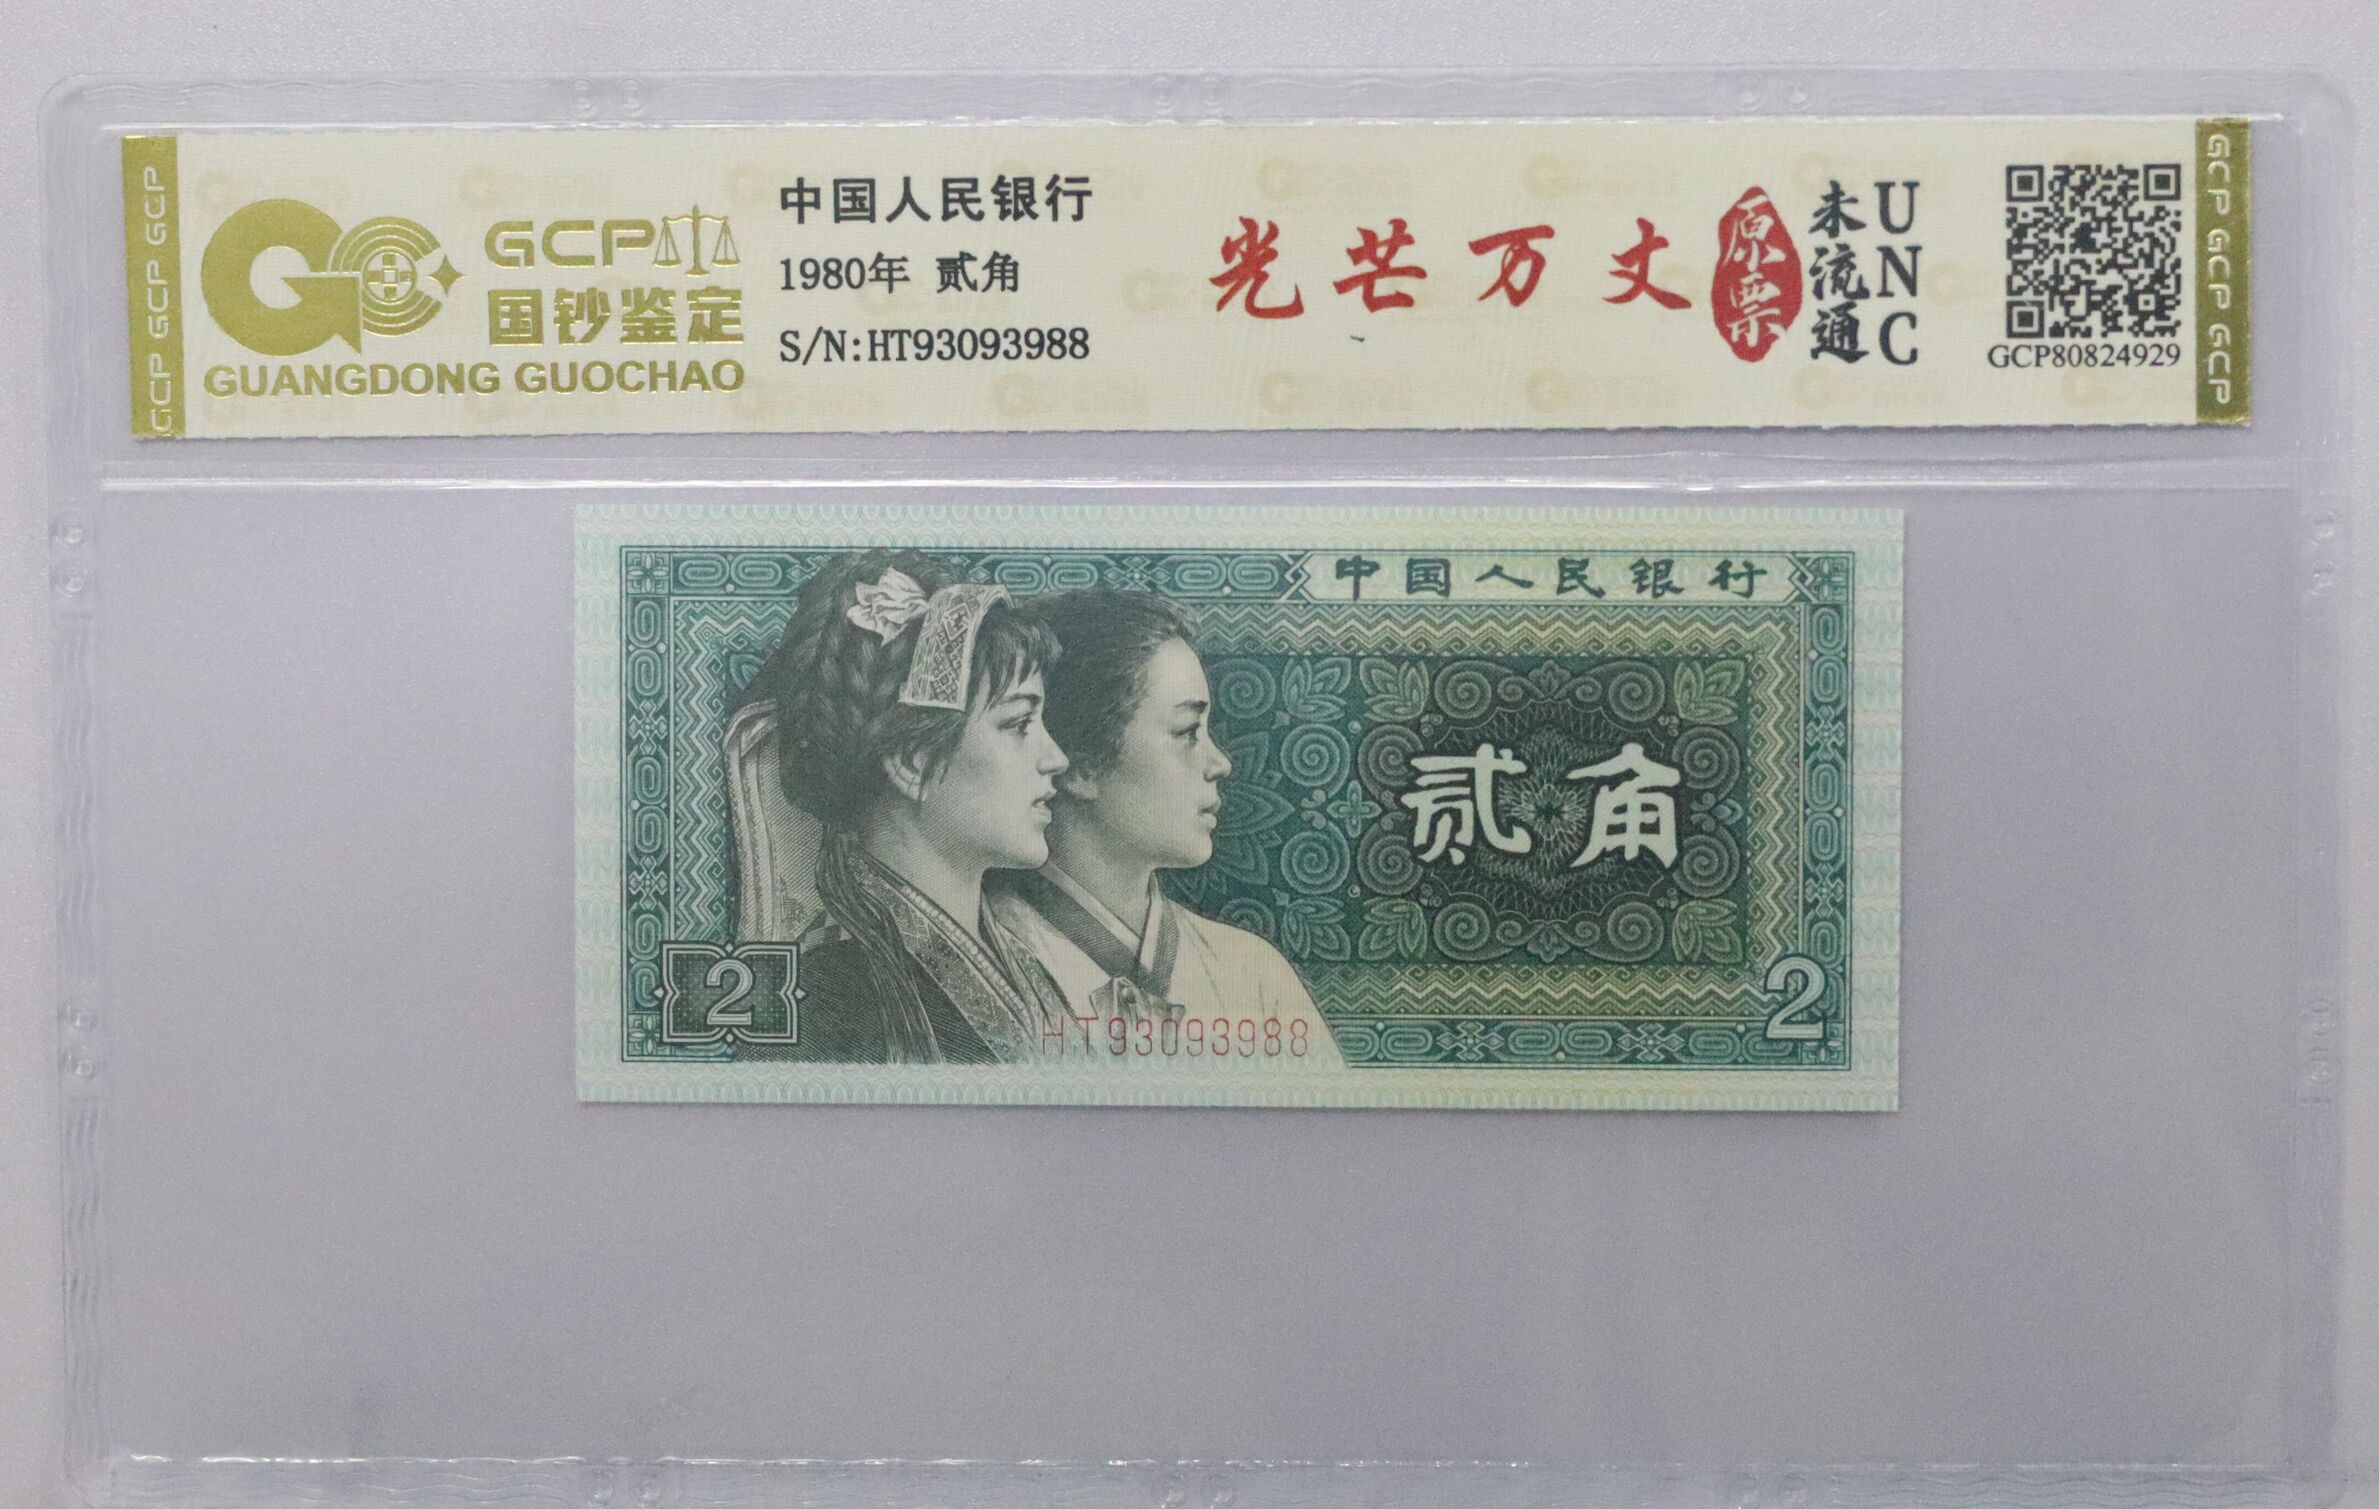 GCP GCP GCP
GCP
国钞鉴定
GUANGDONG GUOCHAO
中国人民银行
1980年 贰角
S/N:HT93093988
光芒万丈
原票
未流通
UNC
GCP80824929
GCP GCP GCP
中国人民银行
贰角
2
HT93093988
2